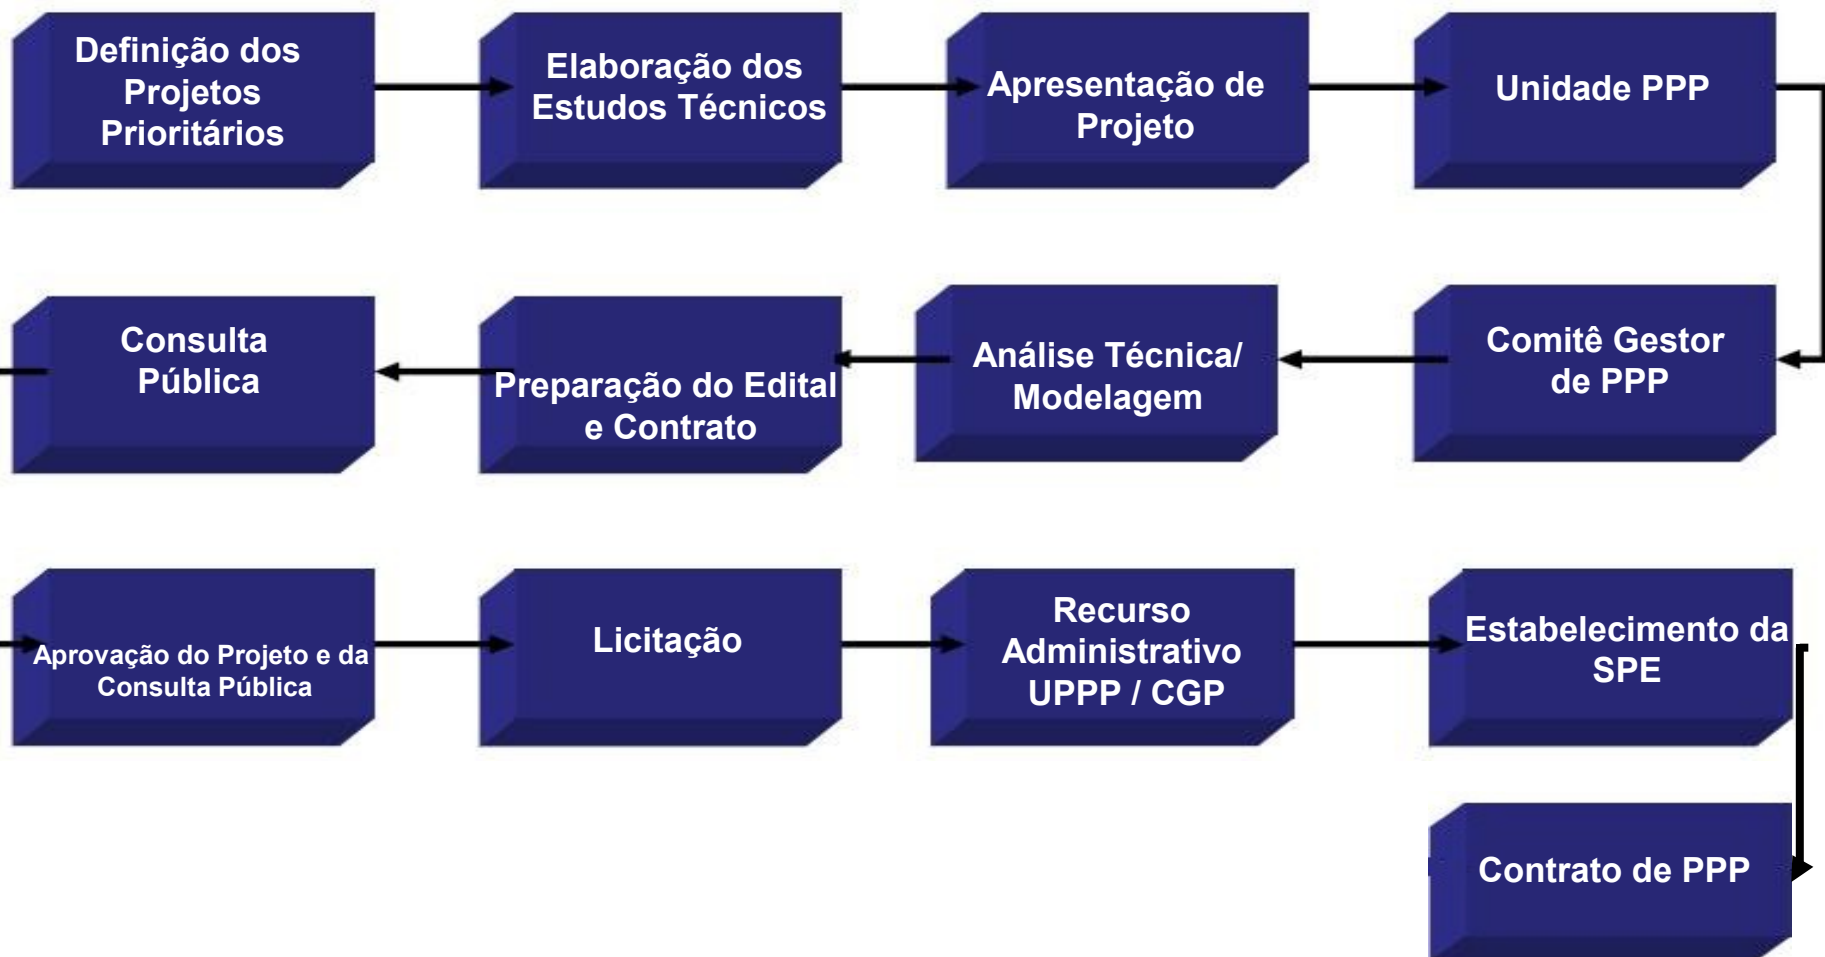 Definição dos
Projetos
Prioritários
Elaboração dos
Estudos Técnicos
Apresentação de
Projeto
Unidade PPP
Consulta
Pública
Preparação do Edital
e Contrato
Análise Técnica/
Modelagem
Comitê Gestor
de PPP
Aprovação do Projeto e da
Consulta Pública
Licitação
Recurso
Administrativo
UPPP / CGP
Estabelecimento da
SPE
Contrato de PPP